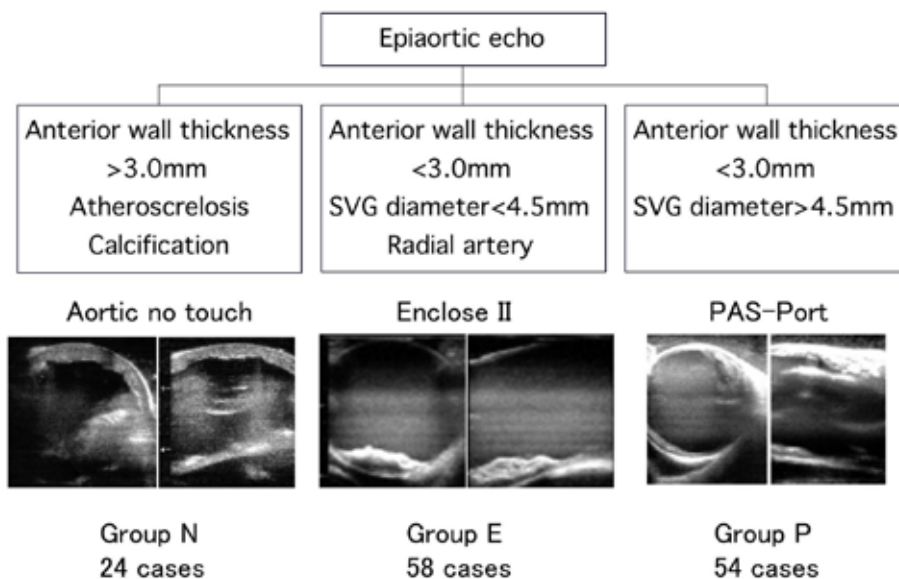 Epiaortic echo
Anterior wall thickness
>3.0mm
Atheroscrelosis
Calcification
Anterior wall thickness
<3.0mm
SVG diameter<4.5mm
Radial artery
Anterior wall thickness
<3.0mm
SVG diameter>4.5mm
Aortic no touch
Enclose Ⅱ
PAS-Port
Group N
24 cases
Group E
58 cases
Group P
54 cases